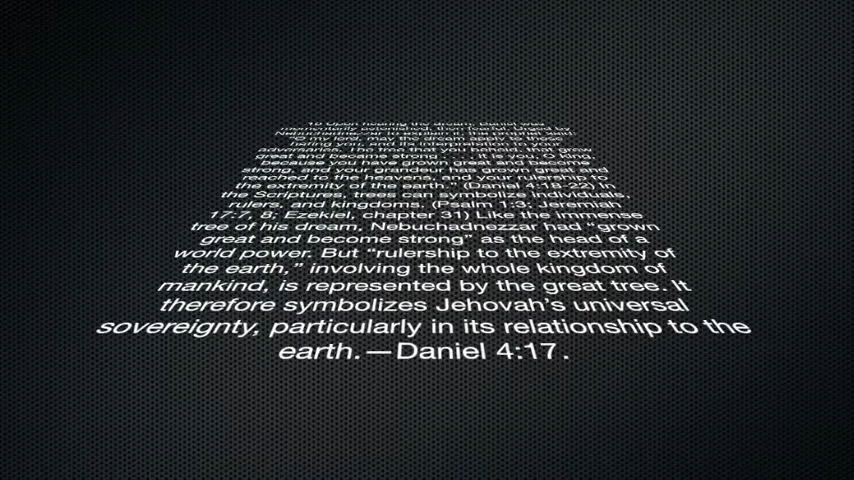 16 Upon hearing the dream, Daniel was
momentarily astonished, then fearful. Urged by
Nebuchadnezzar to explain it, the prophet said:
"O my lord, may the dream apply to those
hating you, and its interpretation to your
adversaries. The tree that you beheld, that grew
great and became strong . . . it is you, O king,
because you have grown great and become
strong, and your grandeur has grown great and
reached to the heavens, and your rulership to
the extremity of the earth." (Daniel 4:18-22) In
the Scriptures, trees can symbolize individuals,
rulers, and kingdoms. (Psalm 1:3; Jeremiah
17:7, 8; Ezekiel, chapter 31) Like the immense
tree of his dream, Nebuchadnezzar had "grown
great and become strong" as the head of a
world power. But "rulership to the extremity of
the earth," involving the whole kingdom of
mankind, is represented by the great tree. It
therefore symbolizes Jehovah's universal
sovereignty, particularly in its relationship to the
earth.—Daniel 4:17.